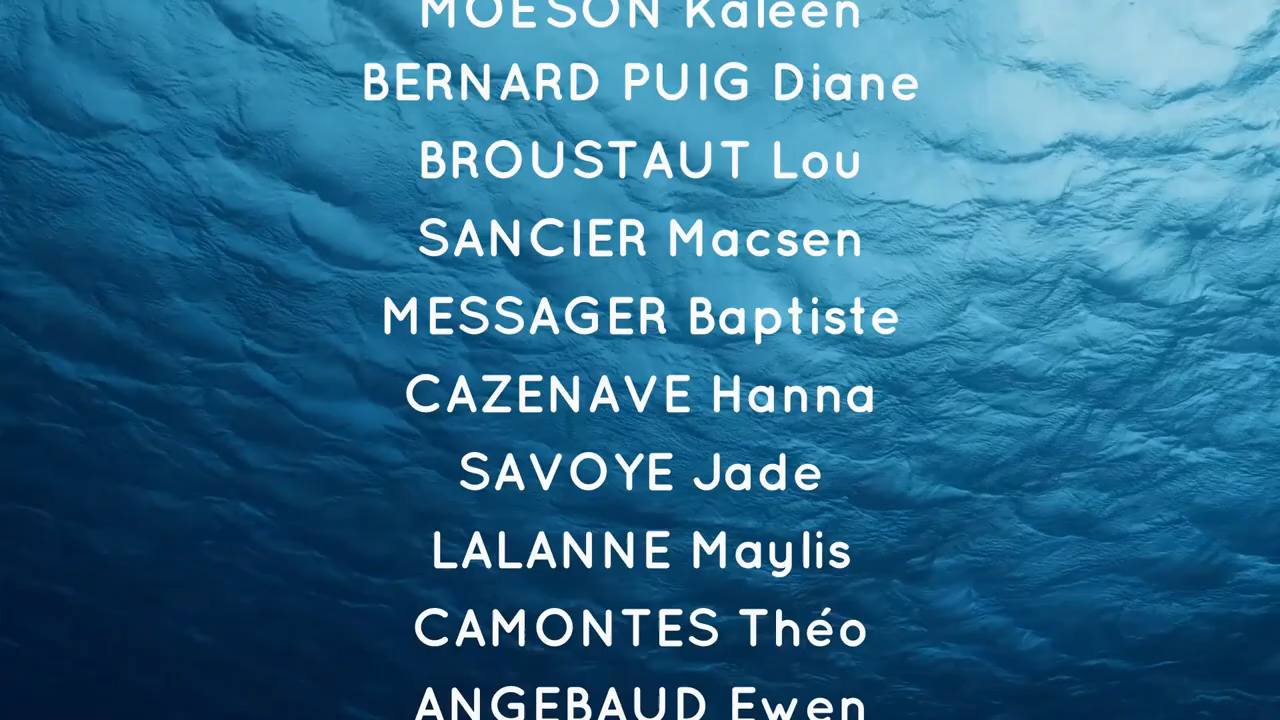 MOESON Kaleen
BERNARD PUIG Diane
BROUSTAUT Lou
SANCIER Macsen
MESSAGER Baptiste
CAZENAVE Hanna
SAVOYE Jade
LALANNE Maylis
CAMONTES Théo
ANGEBAUD Ewen